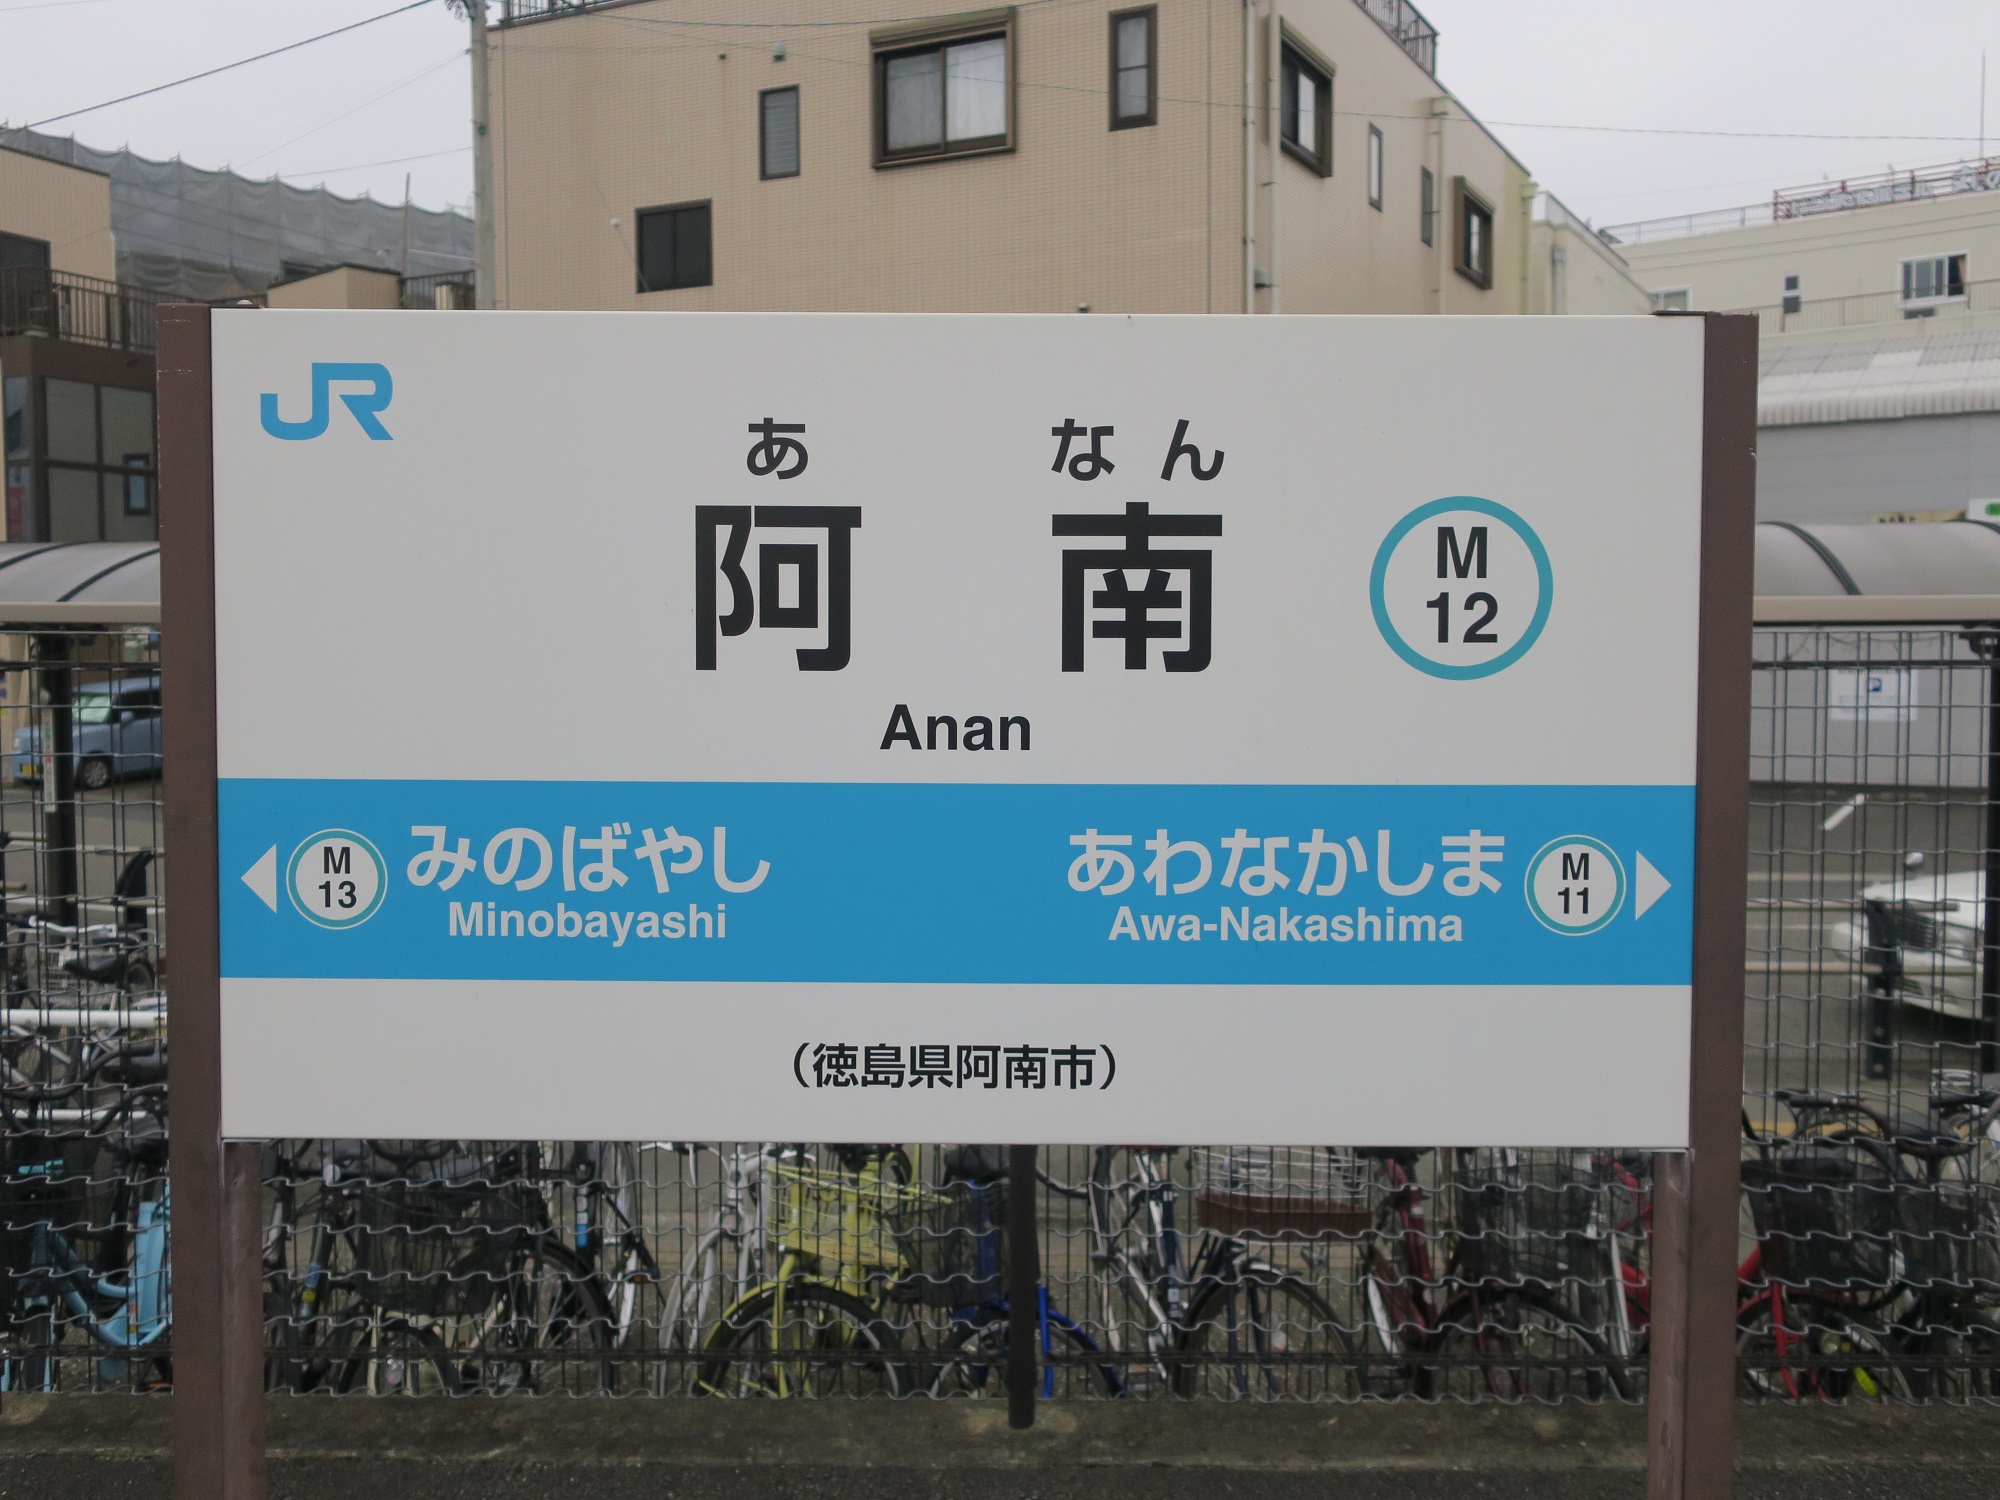 JR
あ なん
阿南
M
12
Anan
M
13
みのばやし
Minobayashi
あわなかしま
Awa-Nakashima
M
11
(徳島県阿南市)